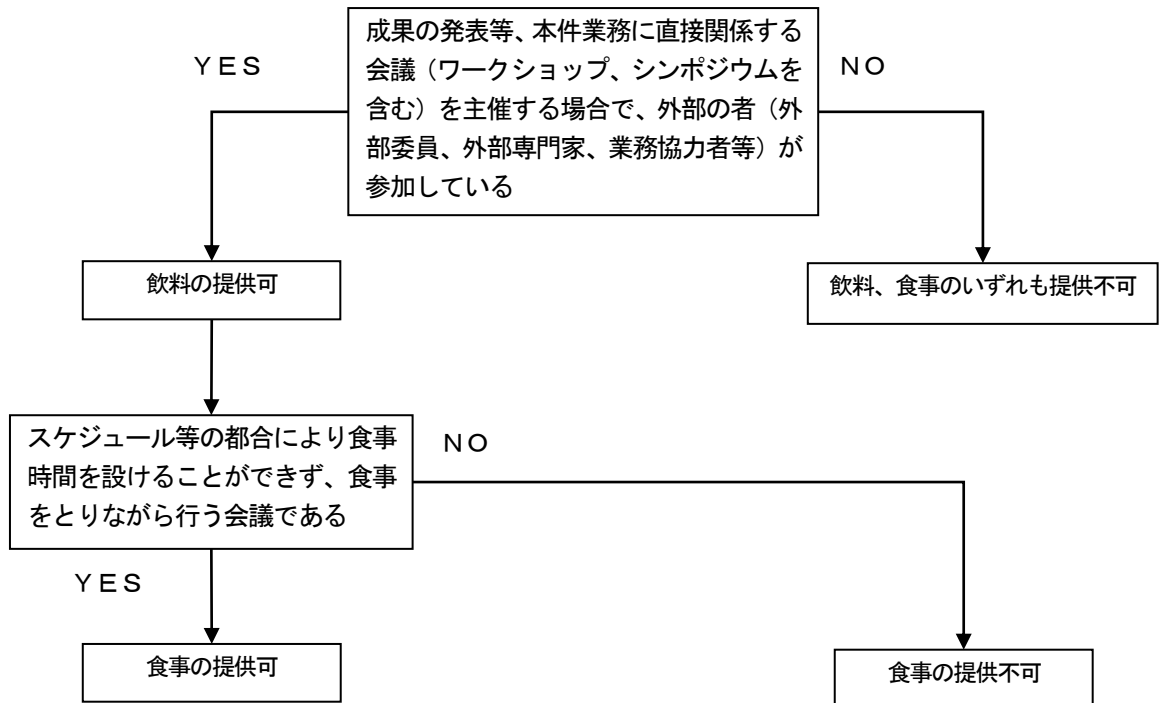 成果の発表等、本件業務に直接関係する
会議（ワークショップ、シンポジウムを
含む）を主催する場合で、外部の者（外
部委員、外部専門家、業務協力者等）が
参加している
ＹＥＳ
ＮＯ
飲料の提供可
飲料、食事のいずれも提供不可
スケジュール等の都合により食事
時間を設けることができず、食事
をとりながら行う会議である
ＮＯ
ＹＥＳ
食事の提供可
食事の提供不可